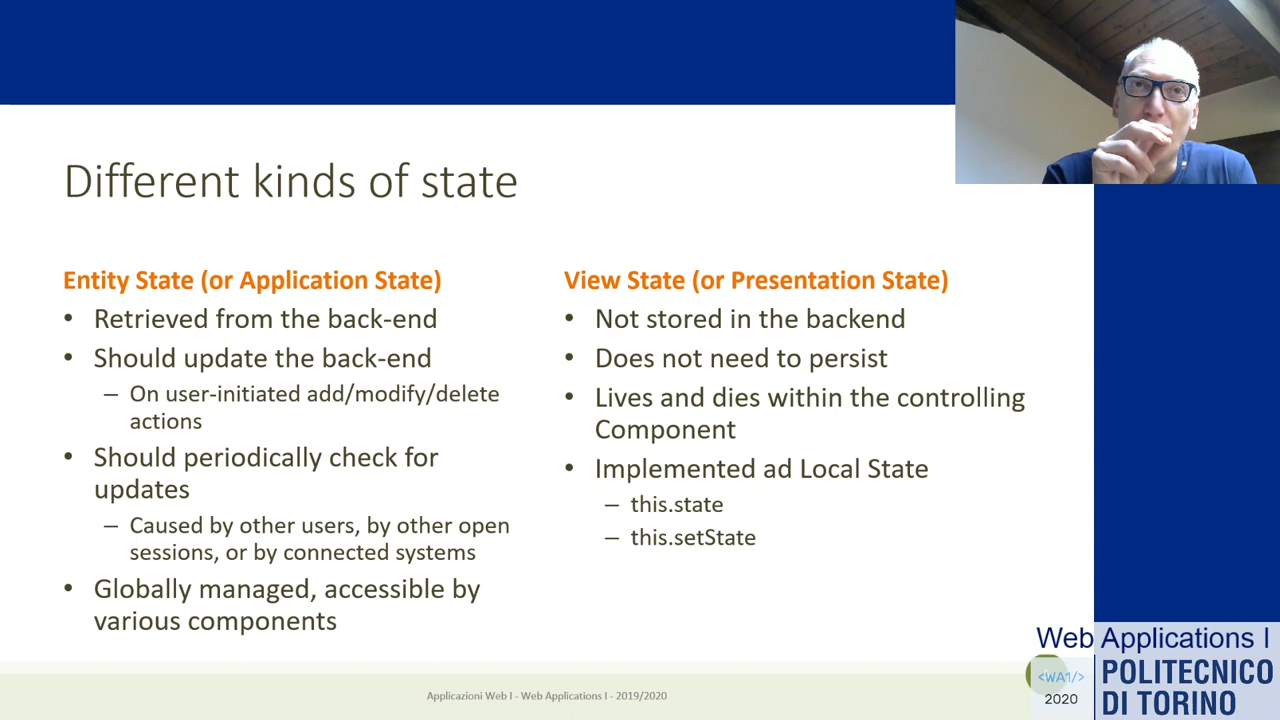 Different kinds of state
Entity State (or Application State)
• Retrieved from the back-end
• Should update the back-end
– On user-initiated add/modify/delete
actions
• Should periodically check for
updates
– Caused by other users, by other open
sessions, or by connected systems
• Globally managed, accessible by
various components
View State (or Presentation State)
• Not stored in the backend
• Does not need to persist
• Lives and dies within the controlling
Component
• Implemented ad Local State
– this.state
– this.setState
Applicazioni Web I - Web Applications I - 2019/2020
Web Applications I
<WA1/>
2020
POLITECNICO
DI TORINO